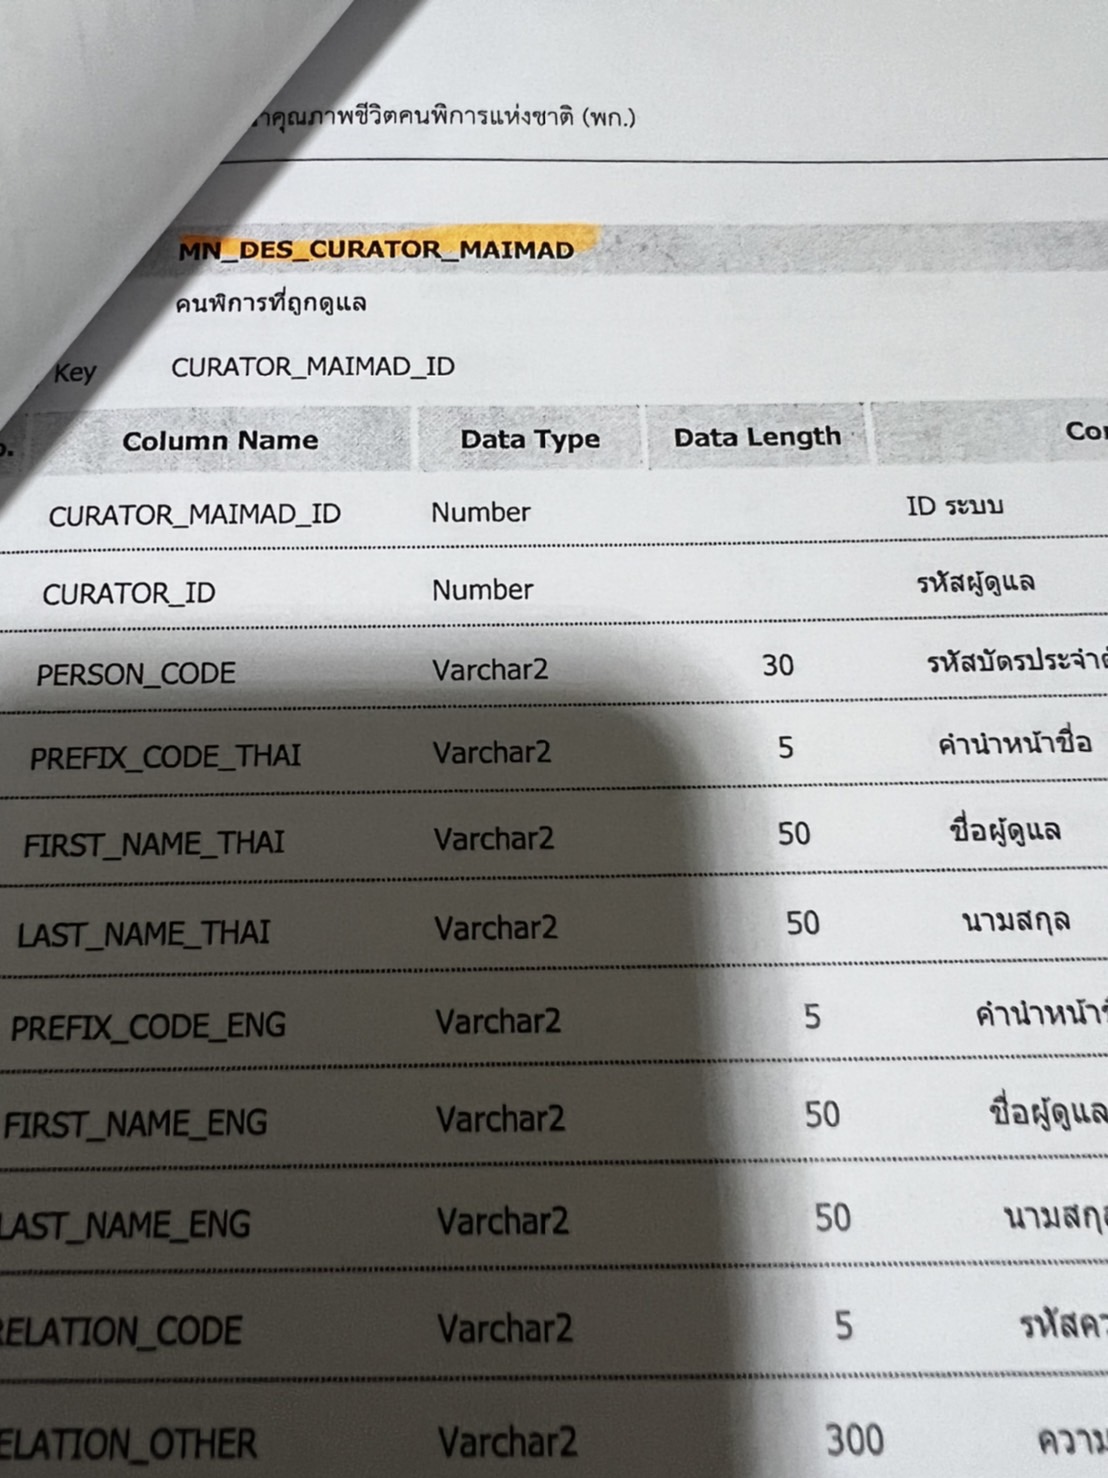 คุณภาพชีวิตคนพิการแห่งชาติ (พก.)
MN_DES_CURATOR_MAIMAD
คนพิการที่ถูกดูแล
Key CURATOR_MAIMAD_ID
Column Name Data Type Data Length
CURATOR_MAIMAD_ID Number ID ระบบ
CURATOR_ID Number รหัสผู้ดูแล
PERSON_CODE Varchar2 30 รหัสบัตรประจำ
PREFIX_CODE_THAI Varchar2 5 คำนำหน้าชื่อ
FIRST_NAME_THAI Varchar2 50 ชื่อผู้ดูแล
LAST_NAME_THAI Varchar2 50 นามสกุล
PREFIX_CODE_ENG Varchar2 5 คำนำหน้า
FIRST_NAME_ENG Varchar2 50 ชื่อผู้ดูแล
LAST_NAME_ENG Varchar2 50 นามสกุ
RELATION_CODE Varchar2 5 รหัสคว
ELATION_OTHER Varchar2 300 ความ